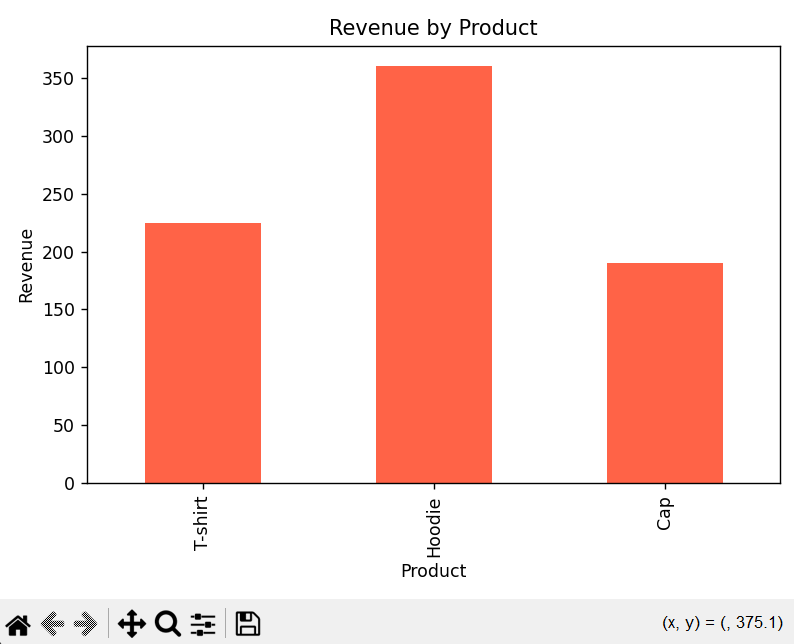 Revenue by Product
Revenue
350
300
250
200
150
100
50
0
T-shirt
Hoodie
Cap
Product
(x, y) = (, 375.1)